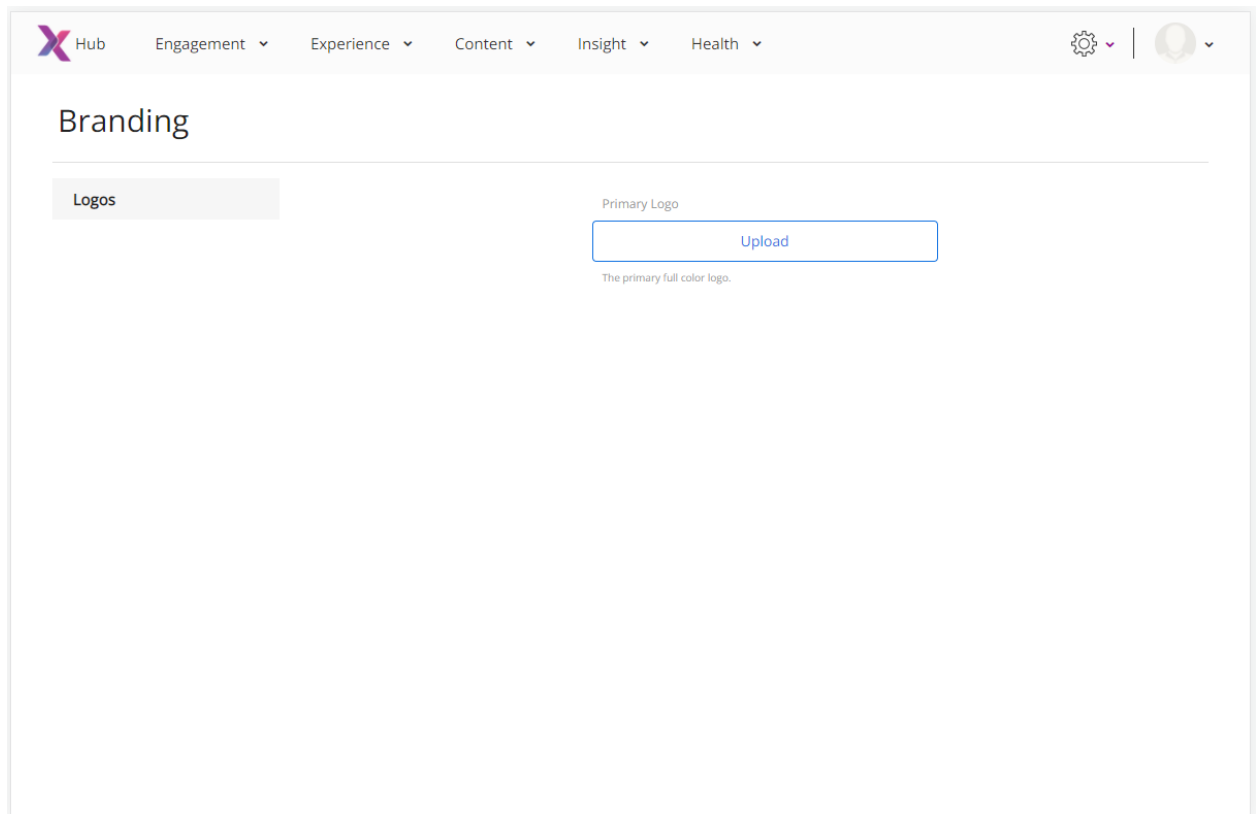 Hub Engagement Experience Content Insight Health
Branding
Logos
Primary Logo
Upload
The primary full color logo.